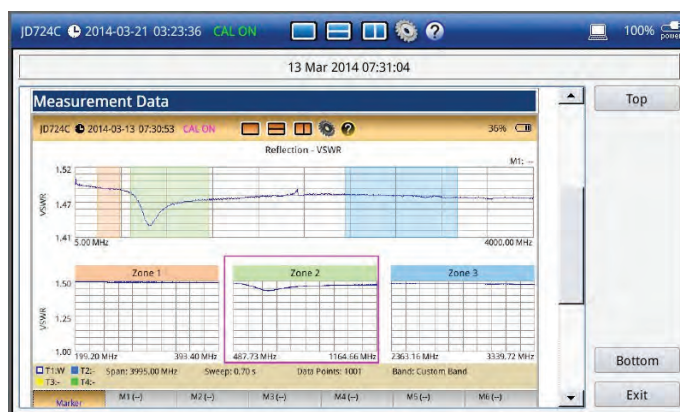 JD724C 2014-03-21 03:23:36 CAL ON 100% power
13 Mar 2014 07:31:04
Measurement Data
Top
JD724C 2014-03-13 07:30:53 CAL ON 36%
Reflection - VSWR
M1: --
1.52
VSWR
1.47
1.41
5.00 MHz 4000.00 MHz
Zone 1 Zone 2 Zone 3
1.50
VSWR
1.25
1.00
199.20 MHz 393.40 MHz 487.73 MHz 1164.66 MHz 2363.16 MHz 3339.72 MHz
T1:W T2:- Span: 3995.00 MHz Sweep: 0.70 s Data Points: 1001 Band: Custom Band
T3:- T4:-
Bottom
Marker M1 (--) M2 (--) M3 (--) M4 (--) M5 (--) M6 (--)
Exit